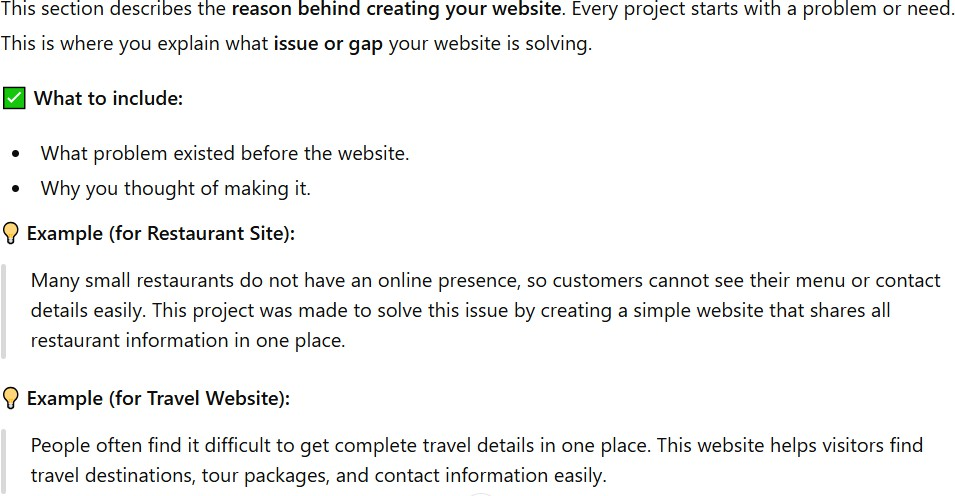 This section describes the reason behind creating your website. Every project starts with a problem or need.
This is where you explain what issue or gap your website is solving.
✅ What to include:
• What problem existed before the website.
• Why you thought of making it.
💡 Example (for Restaurant Site):
Many small restaurants do not have an online presence, so customers cannot see their menu or contact
details easily. This project was made to solve this issue by creating a simple website that shares all
restaurant information in one place.
💡 Example (for Travel Website):
People often find it difficult to get complete travel details in one place. This website helps visitors find
travel destinations, tour packages, and contact information easily.